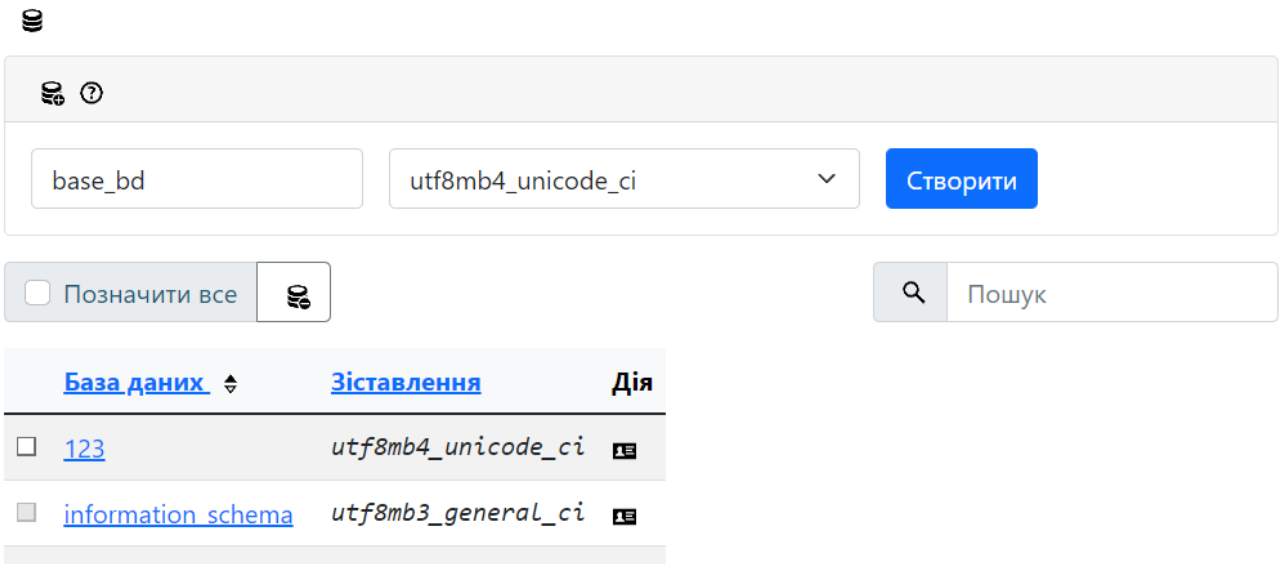 base_bd utf8mb4_unicode_ci Створити
Позначити все Пошук
База даних Зіставлення Дія
123 utf8mb4_unicode_ci
information_schema utf8mb3_general_ci